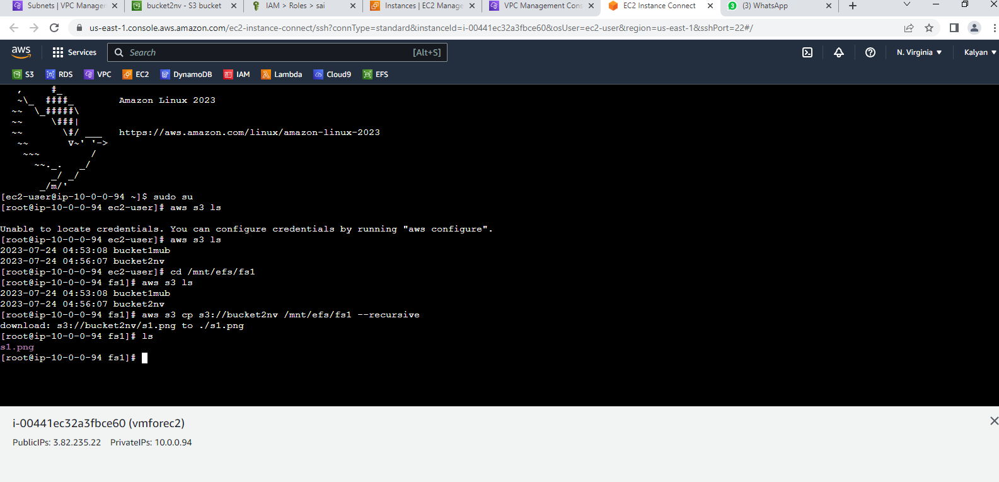 Subnets | VPC Managem
bucket2nv - S3 bucket
IAM > Roles > sai
Instances | EC2 Manage
VPC Management Cons
EC2 Instance Connect
(3) WhatsApp
us-east-1.console.aws.amazon.com/ec2-instance-connect/ssh?connType=standard&instanceId=i-00441ec32a3fbce60&osUser=ec2-user&region=us-east-1&sshPort=22#/
aws Services Search [Alt+S] N. Virginia ▼ Kalyan ▼
S3 RDS VPC EC2 DynamoDB IAM Lambda Cloud9 EFS
   ,     #_
   ~\_  ####_        Amazon Linux 2023
  ~~  \_#####\
  ~~     \###|
  ~~       \#/ ___   https://aws.amazon.com/linux/amazon-linux-2023
   ~~       V~' '->
    ~~~         /
      ~~._.   _/
         _/ _/
       _/m/'
[ec2-user@ip-10-0-0-94 ~]$ sudo su
[root@ip-10-0-0-94 ec2-user]# aws s3 ls
Unable to locate credentials. You can configure credentials by running "aws configure".
[root@ip-10-0-0-94 ec2-user]# aws s3 ls
2023-07-24 04:53:08 bucket1mub
2023-07-24 04:56:07 bucket2nv
[root@ip-10-0-0-94 ec2-user]# cd /mnt/efs/fs1
[root@ip-10-0-0-94 fs1]# aws s3 ls
2023-07-24 04:53:08 bucket1mub
2023-07-24 04:56:07 bucket2nv
[root@ip-10-0-0-94 fs1]# aws s3 cp s3://bucket2nv /mnt/efs/fs1 --recursive
download: s3://bucket2nv/s1.png to ./s1.png
[root@ip-10-0-0-94 fs1]# ls
s1.png
[root@ip-10-0-0-94 fs1]#
i-00441ec32a3fbce60 (vmforec2)
PublicIPs: 3.82.235.22 PrivateIPs: 10.0.0.94